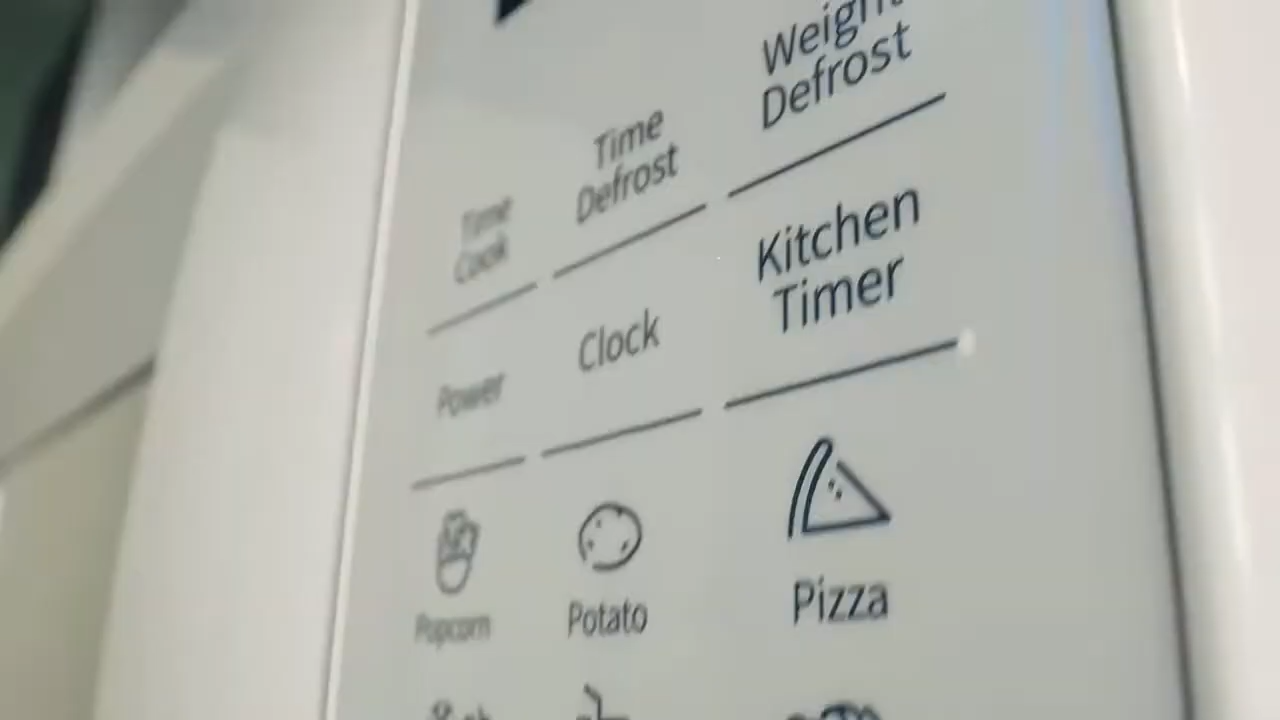 Weight
Defrost
Time
Defrost
Time
Cook
Kitchen
Timer
Clock
Power
Popcorn
Potato
Pizza